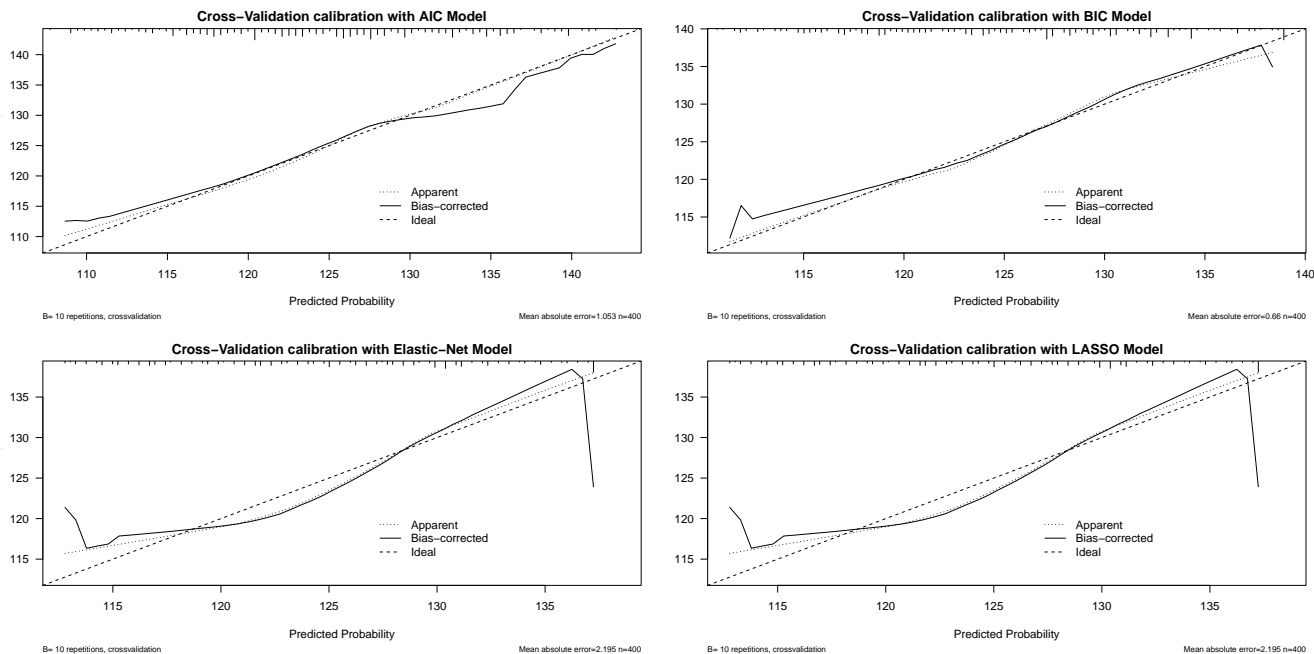 Cross−Validation calibration with AIC Model
140
135
130
125
120
115
110
Apparent
Bias−corrected
Ideal
110 115 120 125 130 135 140
Predicted Probability
B= 10 repetitions, crossvalidation Mean absolute error=1.053 n=400
Cross−Validation calibration with BIC Model
140
135
130
125
120
115
Apparent
Bias−corrected
Ideal
115 120 125 130 135 140
Predicted Probability
B= 10 repetitions, crossvalidation Mean absolute error=0.66 n=400
Cross−Validation calibration with Elastic−Net Model
135
130
125
120
115
Apparent
Bias−corrected
Ideal
115 120 125 130 135
Predicted Probability
B= 10 repetitions, crossvalidation Mean absolute error=2.195 n=400
Cross−Validation calibration with LASSO Model
135
130
125
120
115
Apparent
Bias−corrected
Ideal
115 120 125 130 135
Predicted Probability
B= 10 repetitions, crossvalidation Mean absolute error=2.195 n=400